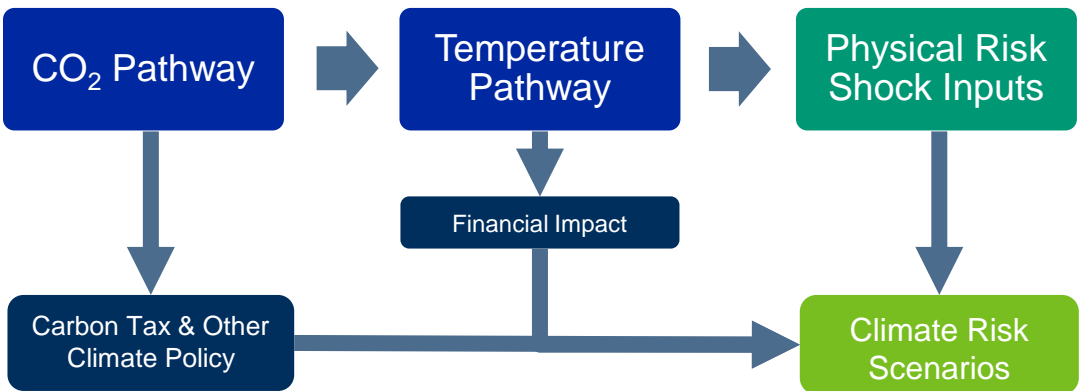 CO₂ Pathway
Temperature
Pathway
Physical Risk
Shock Inputs
Financial Impact
Carbon Tax & Other
Climate Policy
Climate Risk
Scenarios